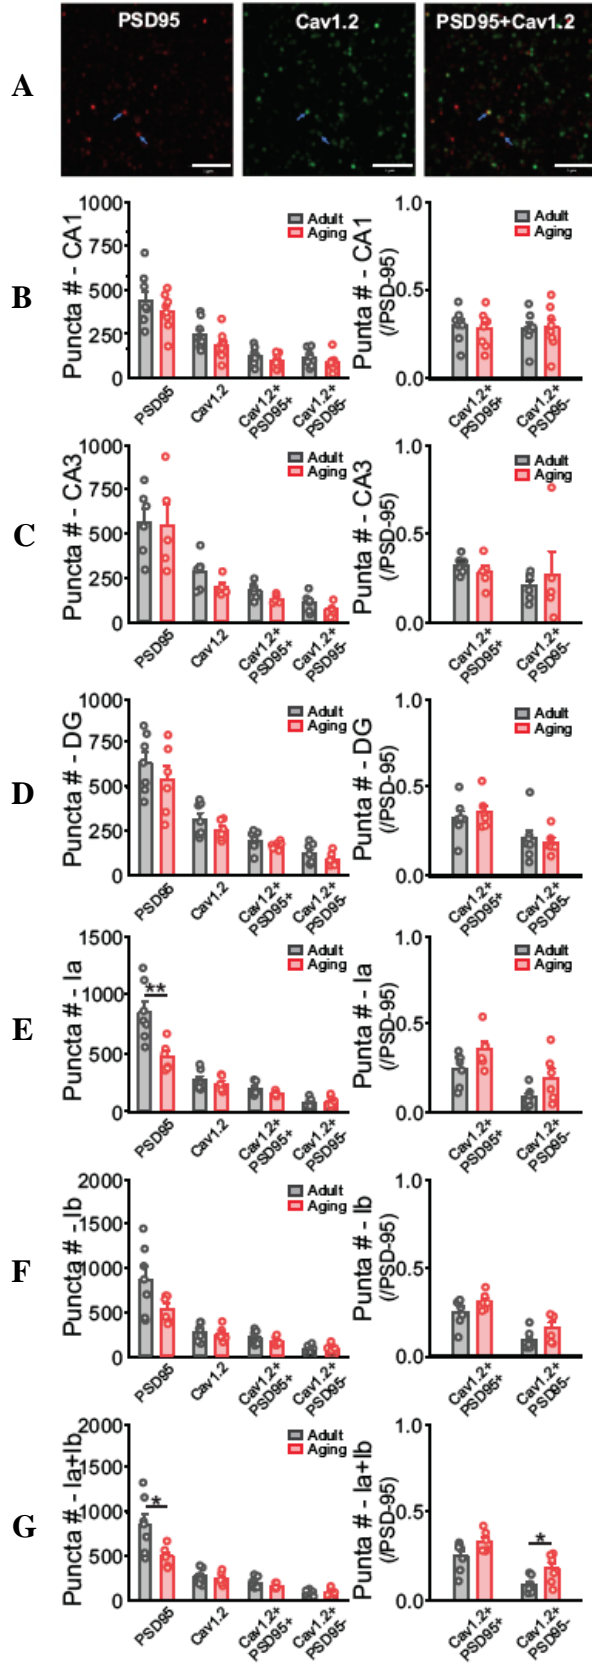 PSD95 Cav1.2 PSD95+Cav1.2
A
B
Puncta # - CA1
1000
750
500
250
0
Adult
Aging
PSD95 Cav1.2 Cav1.2+ PSD95+ Cav1.2+ PSD95-
Punta # - CA1
(/PSD-95)
1.0
0.5
0.0
Adult
Aging
Cav1.2+ PSD95+ Cav1.2+ PSD95-
C
Puncta # - CA3
1000
750
500
250
0
Adult
Aging
PSD95 Cav1.2 Cav1.2+ PSD95+ Cav1.2+ PSD95-
Punta # - CA3
(/PSD-95)
1.0
0.5
0.0
Adult
Aging
Cav1.2+ PSD95+ Cav1.2+ PSD95-
D
Puncta # - DG
1000
750
500
250
0
Adult
Aging
PSD95 Cav1.2 Cav12+ PSD95+ Cav1.2+ PSD95-
Punta # - DG
(/PSD-95)
1.0
0.5
0.0
Adult
Aging
Cav1.2+ PSD95+ Cav1.2+ PSD95-
E
Puncta # - Ia
1500
1000
500
0
**
Adult
Aging
PSD95 Cav1.2 Cav1.2+ PSD95+ Cav1.2+ PSD95-
Punta # - Ia
(/PSD-95)
1.0
0.5
0.0
Adult
Aging
Cav1.2+ PSD95+ Cav1.2+ PSD95-
F
Puncta # - Ib
2000
1500
1000
500
0
Adult
Aging
PSD95 Cav1.2 Cav1.2+ PSD95+ Cav1.2+ PSD95-
Punta # - Ib
(/PSD-95)
1.0
0.5
0.0
Adult
Aging
Cav1.2+ PSD95+ Cav1.2+ PSD95-
G
Puncta # - Ia+Ib
2000
1500
1000
500
0
*
Adult
Aging
PSD95 Cav1.2 Cav1.2+ PSD95+ Cav1.2+ PSD95-
Punta # - Ia+Ib
(/PSD-95)
1.0
0.5
0.0
*
Adult
Aging
Cav1.2+ PSD95+ Cav1.2+ PSD95-